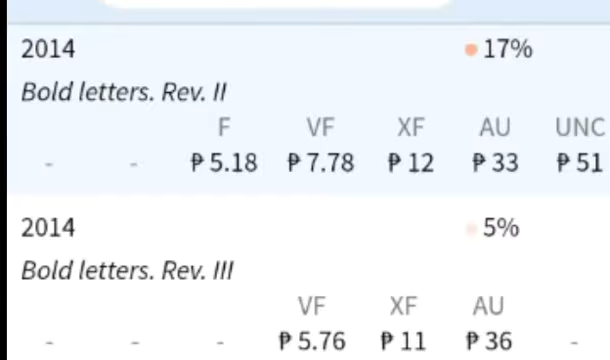 2014 17%
Bold letters. Rev. II
F VF XF AU UNC
- - ₱ 5.18 ₱ 7.78 ₱ 12 ₱ 33 ₱ 51
2014 5%
Bold letters. Rev. III
VF XF AU
- - - ₱ 5.76 ₱ 11 ₱ 36 -